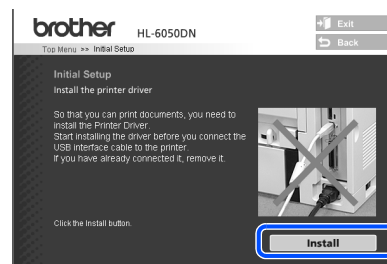 brother HL-6050DN
Exit
Top Menu >> Initial Setup
Back
Initial Setup
Install the printer driver
So that you can print documents, you need to
install the Printer Driver.
Start installing the driver before you connect the
USB interface cable to the printer.
If you have already connected it, remove it.
Click the Install button.
Install